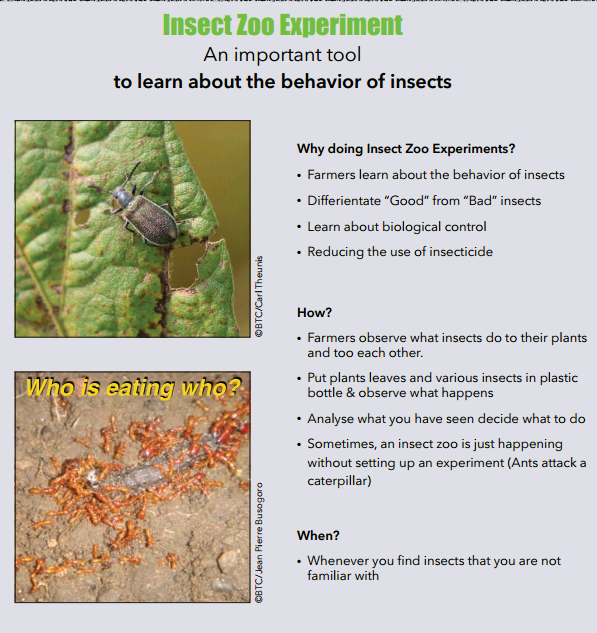 Insect Zoo Experiment
An important tool
to learn about the behavior of insects
©BTC/Carl Theunis
Why doing Insect Zoo Experiments?
• Farmers learn about the behavior of insects
• Differientate “Good” from “Bad” insects
• Learn about biological control
• Reducing the use of insecticide
How?
• Farmers observe what insects do to their plants
and too each other.
• Put plants leaves and various insects in plastic
bottle & observe what happens
• Analyse what you have seen decide what to do
• Sometimes, an insect zoo is just happening
without setting up an experiment (Ants attack a
caterpillar)
Who is eating who?
©BTC/Jean Pierre Busogoro
When?
• Whenever you find insects that you are not
familiar with